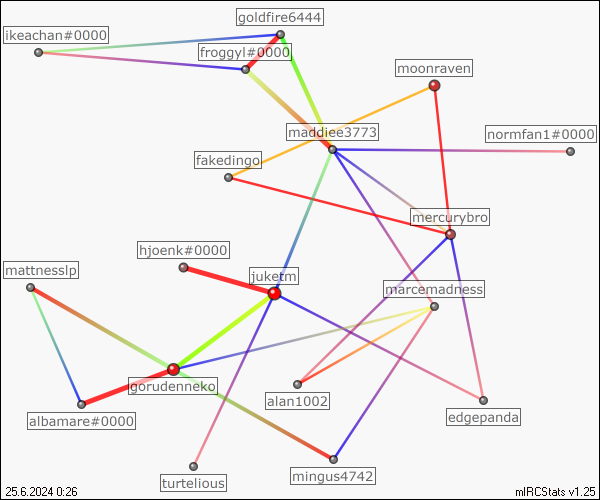 goldfire6444
ikeachan#0000
froggyl#0000
moonraven
maddiee3773
normfan1#0000
fakedingo
mercurybro
hjoenk#0000
mattnesslp
juketm
marcemadness
gorudenneko
alan1002
albamare#0000
edgepanda
turtelious
mingus4742
25.6.2024 0:26
mIRCStats v1.25